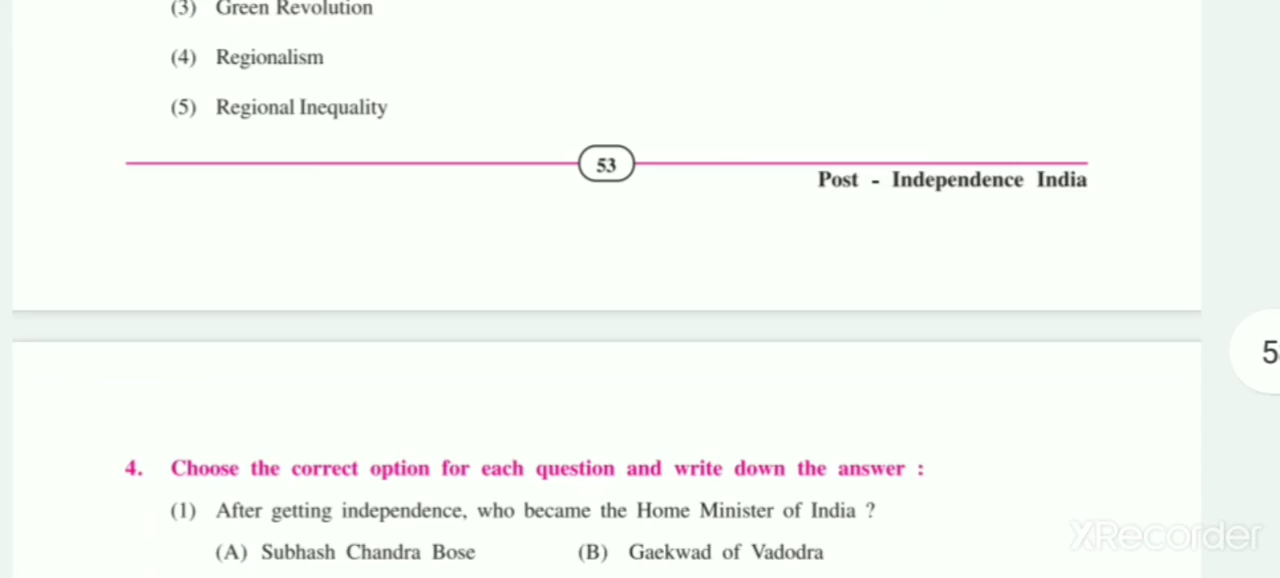 (3) Green Revolution
(4) Regionalism
(5) Regional Inequality
53
Post - Independence India
5
4. Choose the correct option for each question and write down the answer :
(1) After getting independence, who became the Home Minister of India ?
(A) Subhash Chandra Bose (B) Gaekwad of Vadodra
XRecorder